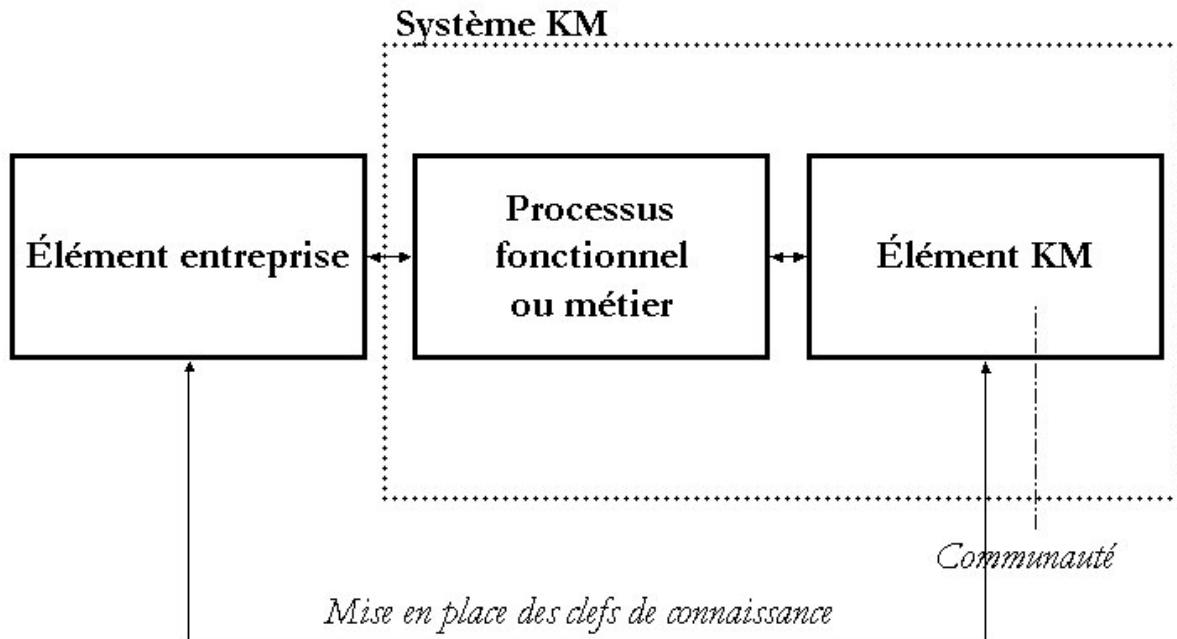 Système KM
Élément entreprise
Processus
fonctionnel
ou métier
Élément KM
Communauté
Mise en place des clefs de connaissance